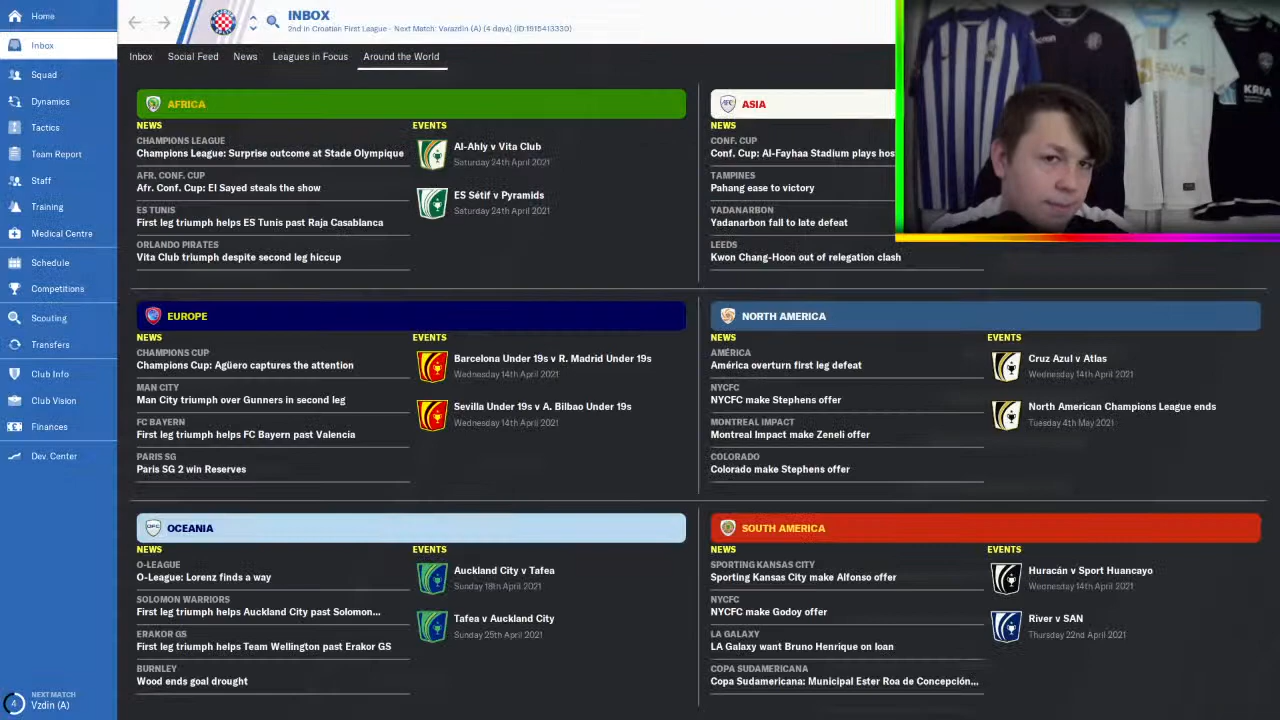 Home
Inbox
Squad
Dynamics
Tactics
Team Report
Staff
Training
Medical Centre
Schedule
Competitions
Scouting
Transfers
Club Info
Club Vision
Finances
Dev. Center
4
NEXT MATCH
Vzdin (A)
INBOX
2nd in Croatian First League - Next Match: Varazdin (A) (4 days) (ID:1915413330)
Inbox Social Feed News Leagues in Focus Around the World
AFRICA
NEWS
CHAMPIONS LEAGUE
Champions League: Surprise outcome at Stade Olympique
AFR. CONF. CUP
Afr. Conf. Cup: El Sayed steals the show
ES TUNIS
First leg triumph helps ES Tunis past Raja Casablanca
ORLANDO PIRATES
Vita Club triumph despite second leg hiccup
EVENTS
Al-Ahly v Vita Club
Saturday 24th April 2021
ES Sétif v Pyramids
Saturday 24th April 2021
ASIA
NEWS
CONF. CUP
Conf. Cup: Al-Fayhaa Stadium plays hos
TAMPINES
Pahang ease to victory
YADANARBON
Yadanarbon fall to late defeat
LEEDS
Kwon Chang-Hoon out of relegation clash
SAVA
KRKA
EUROPE
NEWS
CHAMPIONS CUP
Champions Cup: Agüero captures the attention
MAN CITY
Man City triumph over Gunners in second leg
FC BAYERN
First leg triumph helps FC Bayern past Valencia
PARIS SG
Paris SG 2 win Reserves
EVENTS
Barcelona Under 19s v R. Madrid Under 19s
Wednesday 14th April 2021
Sevilla Under 19s v A. Bilbao Under 19s
Wednesday 14th April 2021
NORTH AMERICA
NEWS
AMÉRICA
América overturn first leg defeat
NYCFC
NYCFC make Stephens offer
MONTREAL IMPACT
Montreal Impact make Zeneli offer
COLORADO
Colorado make Stephens offer
EVENTS
Cruz Azul v Atlas
Wednesday 14th April 2021
North American Champions League ends
Tuesday 4th May 2021
OCEANIA
NEWS
O-LEAGUE
O-League: Lorenz finds a way
SOLOMON WARRIORS
First leg triumph helps Auckland City past Solomon...
ERAKOR GS
First leg triumph helps Team Wellington past Erakor GS
BURNLEY
Wood ends goal drought
EVENTS
Auckland City v Tafea
Sunday 18th April 2021
Tafea v Auckland City
Sunday 25th April 2021
SOUTH AMERICA
NEWS
SPORTING KANSAS CITY
Sporting Kansas City make Alfonso offer
NYCFC
NYCFC make Godoy offer
LA GALAXY
LA Galaxy want Bruno Henrique on loan
COPA SUDAMERICANA
Copa Sudamericana: Municipal Ester Roa de Concepción...
EVENTS
Huracán v Sport Huancayo
Wednesday 14th April 2021
River v SAN
Thursday 22nd April 2021